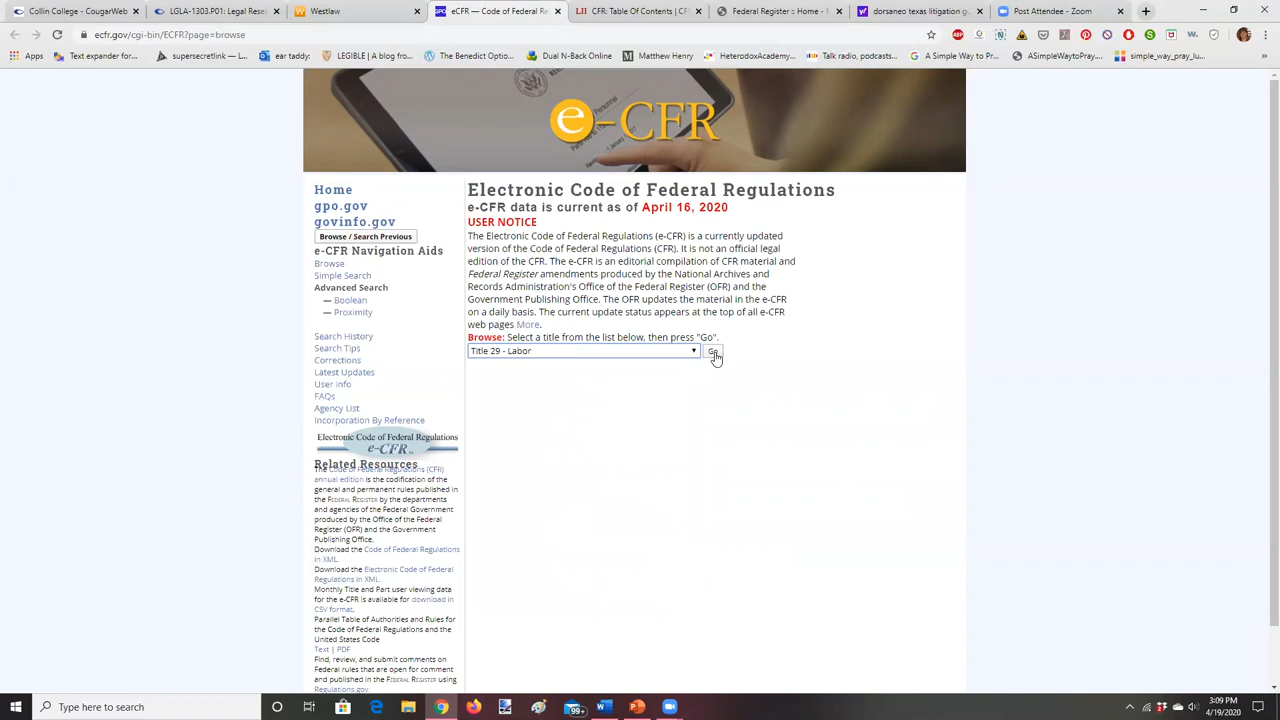 Collin College - CougarWeb
LGLA-1303.P01: Legal Rese
Westlaw
Westlaw
eCFR — Code of Federal Re
CFR Table Of Contents | CF
Federal Register :: Home -
dorsaneo texas litigation g
Post Attendee - Zoom
ecfr.gov/cgi-bin/ECFR?page=browse
Apps
Text expander for...
supersecretlink — L...
ear taddy
LEGIBLE | A blog fro...
The Benedict Optio...
Dual N-Back Online
Matthew Henry
HeterodoxAcademy
Talk radio, podcasts...
ASimpleWaytoPray...
simple_way_pray_lu...
e-CFR
Home
gpo.gov
govinfo.gov
Browse / Search Previous
e-CFR Navigation Aids
Browse
Simple Search
Advanced Search
— Boolean
— Proximity
Search History
Search Tips
Corrections
Latest Updates
User info
FAQs
Agency List
Incorporation By Reference
Electronic Code of Federal Regulations
e-CFR
Related Resources
The Code of Federal Regulations (CFR)
annual edition is the codification of the
general and permanent rules published in
the Federal Register by the departments
and agencies of the Federal Government
produced by the Office of the Federal
Register (OFR) and the Government
Publishing Office.
Download the Code of Federal Regulations
in XML.
Download the Electronic Code of Federal
Regulations in XML.
Monthly Title and Part user viewing data
for the e-CFR is available for download in
CSV format.
Parallel Table of Authorities and Rules for
the Code of Federal Regulations and the
United States Code
Text | PDF
Find, review, and submit comments on
Federal rules that are open for comment
and published in the Federal Register using
Regulations.gov.
Electronic Code of Federal Regulations
e-CFR data is current as of April 16, 2020
USER NOTICE
The Electronic Code of Federal Regulations (e-CFR) is a currently updated
version of the Code of Federal Regulations (CFR). It is not an official legal
edition of the CFR. The e-CFR is an editorial compilation of CFR material and
Federal Register amendments produced by the National Archives and
Records Administration's Office of the Federal Register (OFR) and the
Government Publishing Office. The OFR updates the material in the e-CFR
on a daily basis. The current update status appears at the top of all e-CFR
web pages More.
Browse: Select a title from the list below, then press "Go".
Title 29 - Labor
Go
Type here to search
99+
3:09 PM
4/19/2020